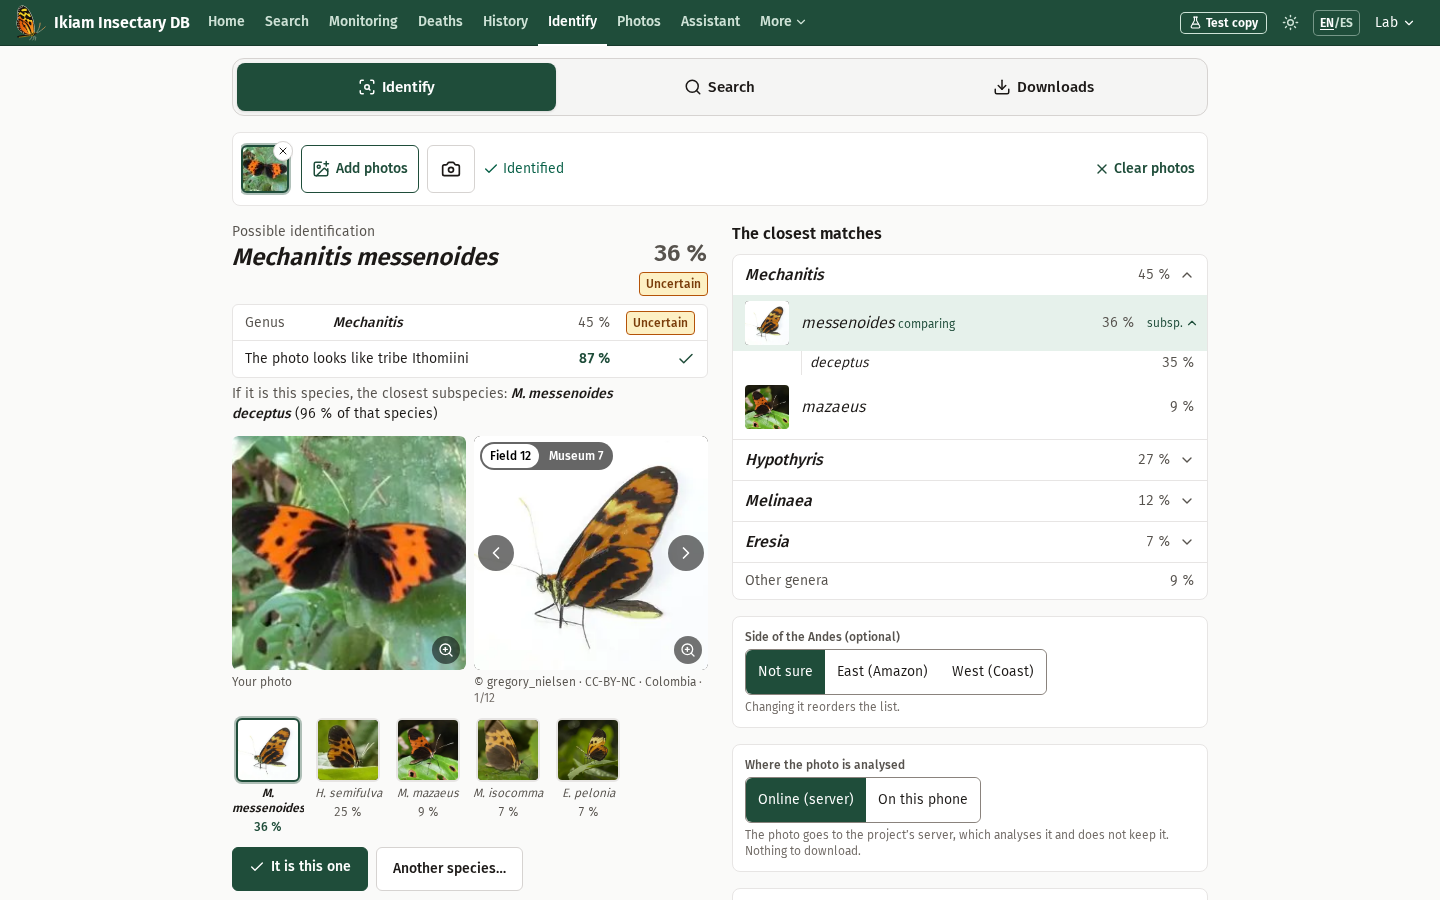 Ikiam Insectary DB Home Search Monitoring Deaths History Identify Photos Assistant More Test copy EN/ES Lab
Identify Search Downloads
Add photos Identified Clear photos
Possible identification
Mechanitis messenoides 36 %
Uncertain
Genus Mechanitis 45 % Uncertain
The photo looks like tribe Ithomiini 87 %
If it is this species, the closest subspecies: M. messenoides
deceptus (96 % of that species)
Field 12 Museum 7
Your photo
© gregory_nielsen · CC-BY-NC · Colombia ·
1/12
M.
messenoides
36 %
H. semifulva
25 %
M. mazaeus
9 %
M. isocomma
7 %
E. pelonia
7 %
It is this one Another species...
The closest matches
Mechanitis 45 %
messenoides comparing 36 % subsp.
deceptus 35 %
mazaeus 9 %
Hypothyris 27 %
Melinaea 12 %
Eresia 7 %
Other genera 9 %
Side of the Andes (optional)
Not sure East (Amazon) West (Coast)
Changing it reorders the list.
Where the photo is analysed
Online (server) On this phone
The photo goes to the project's server, which analyses it and does not keep it.
Nothing to download.